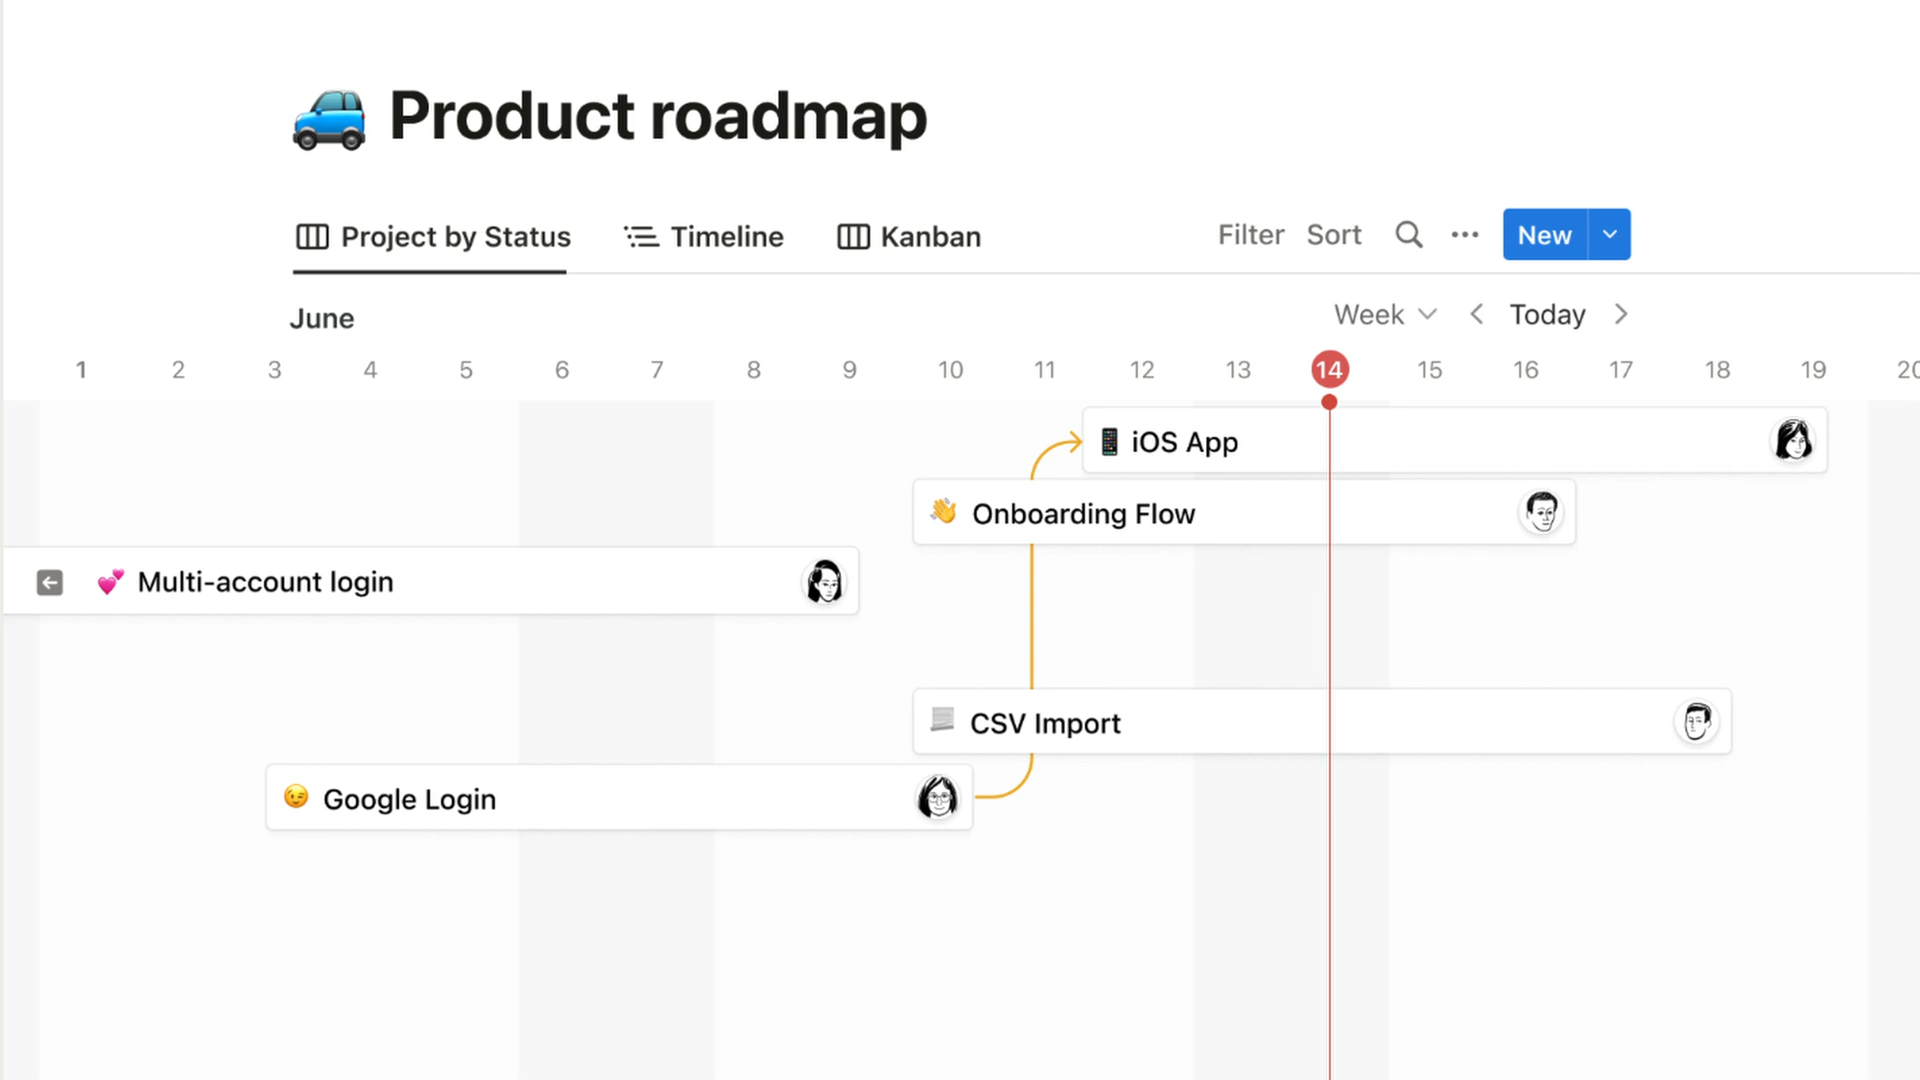 Product roadmap
Project by Status Timeline Kanban Filter Sort New
June Week Today
1 2 3 4 5 6 7 8 9 10 11 12 13 14 15 16 17 18 19 20
iOS App
Onboarding Flow
Multi-account login
CSV Import
Google Login